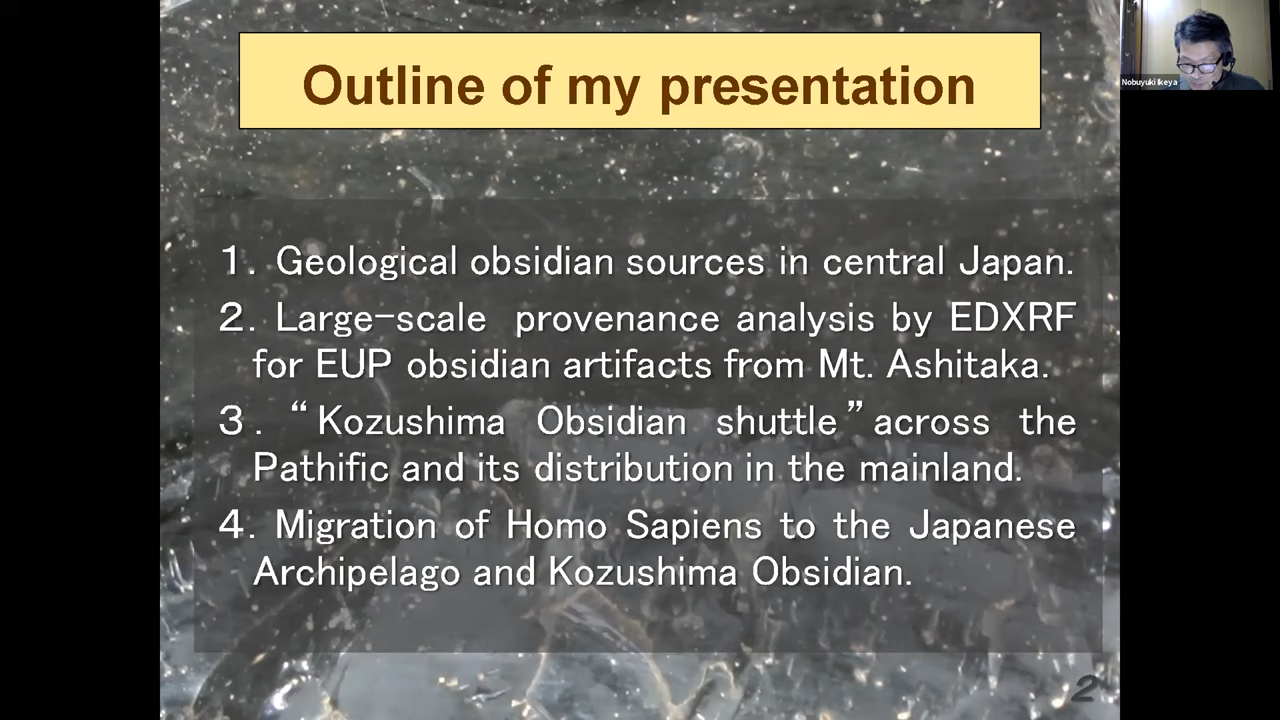 Outline of my presentation
Nobuyuki Ikeya
1. Geological obsidian sources in central Japan.
2. Large-scale provenance analysis by EDXRF
for EUP obsidian artifacts from Mt. Ashitaka.
3. “Kozushima Obsidian shuttle” across the
Pathific and its distribution in the mainland.
4. Migration of Homo Sapiens to the Japanese
Archipelago and Kozushima Obsidian.
2